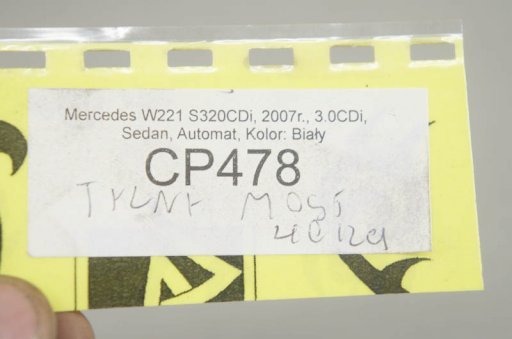 Mercedes W221 S320CDi, 2007r., 3.0CDi,
Sedan, Automat, Kolor: Biały
CP478
TYLNY MOST